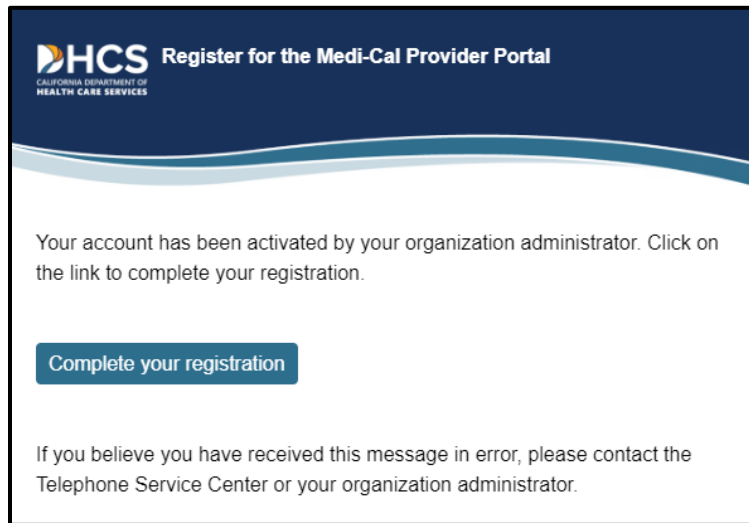 DHCS
CALIFORNIA DEPARTMENT OF
HEALTH CARE SERVICES
Register for the Medi-Cal Provider Portal
Your account has been activated by your organization administrator. Click on
the link to complete your registration.
Complete your registration
If you believe you have received this message in error, please contact the
Telephone Service Center or your organization administrator.